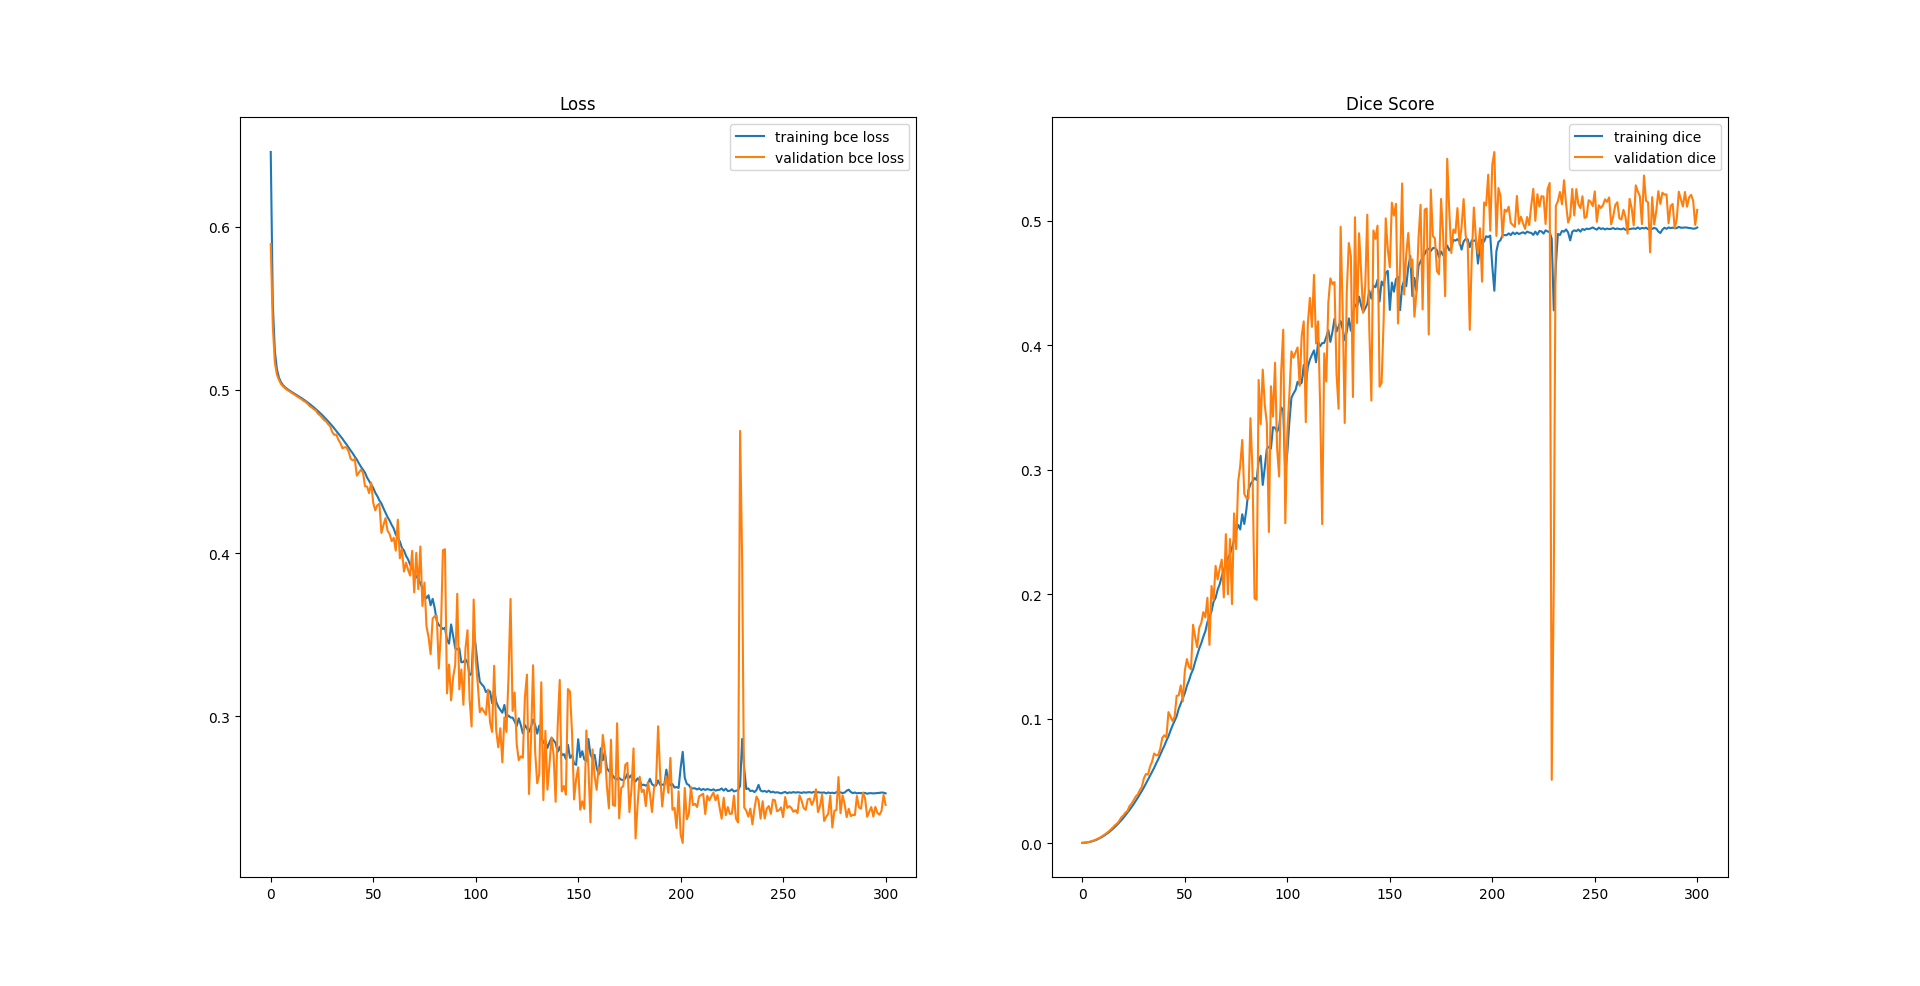 Loss
training bce loss
validation bce loss
0.6
0.5
0.4
0.3
0 50 100 150 200 250 300
Dice Score
training dice
validation dice
0.5
0.4
0.3
0.2
0.1
0.0
0 50 100 150 200 250 300